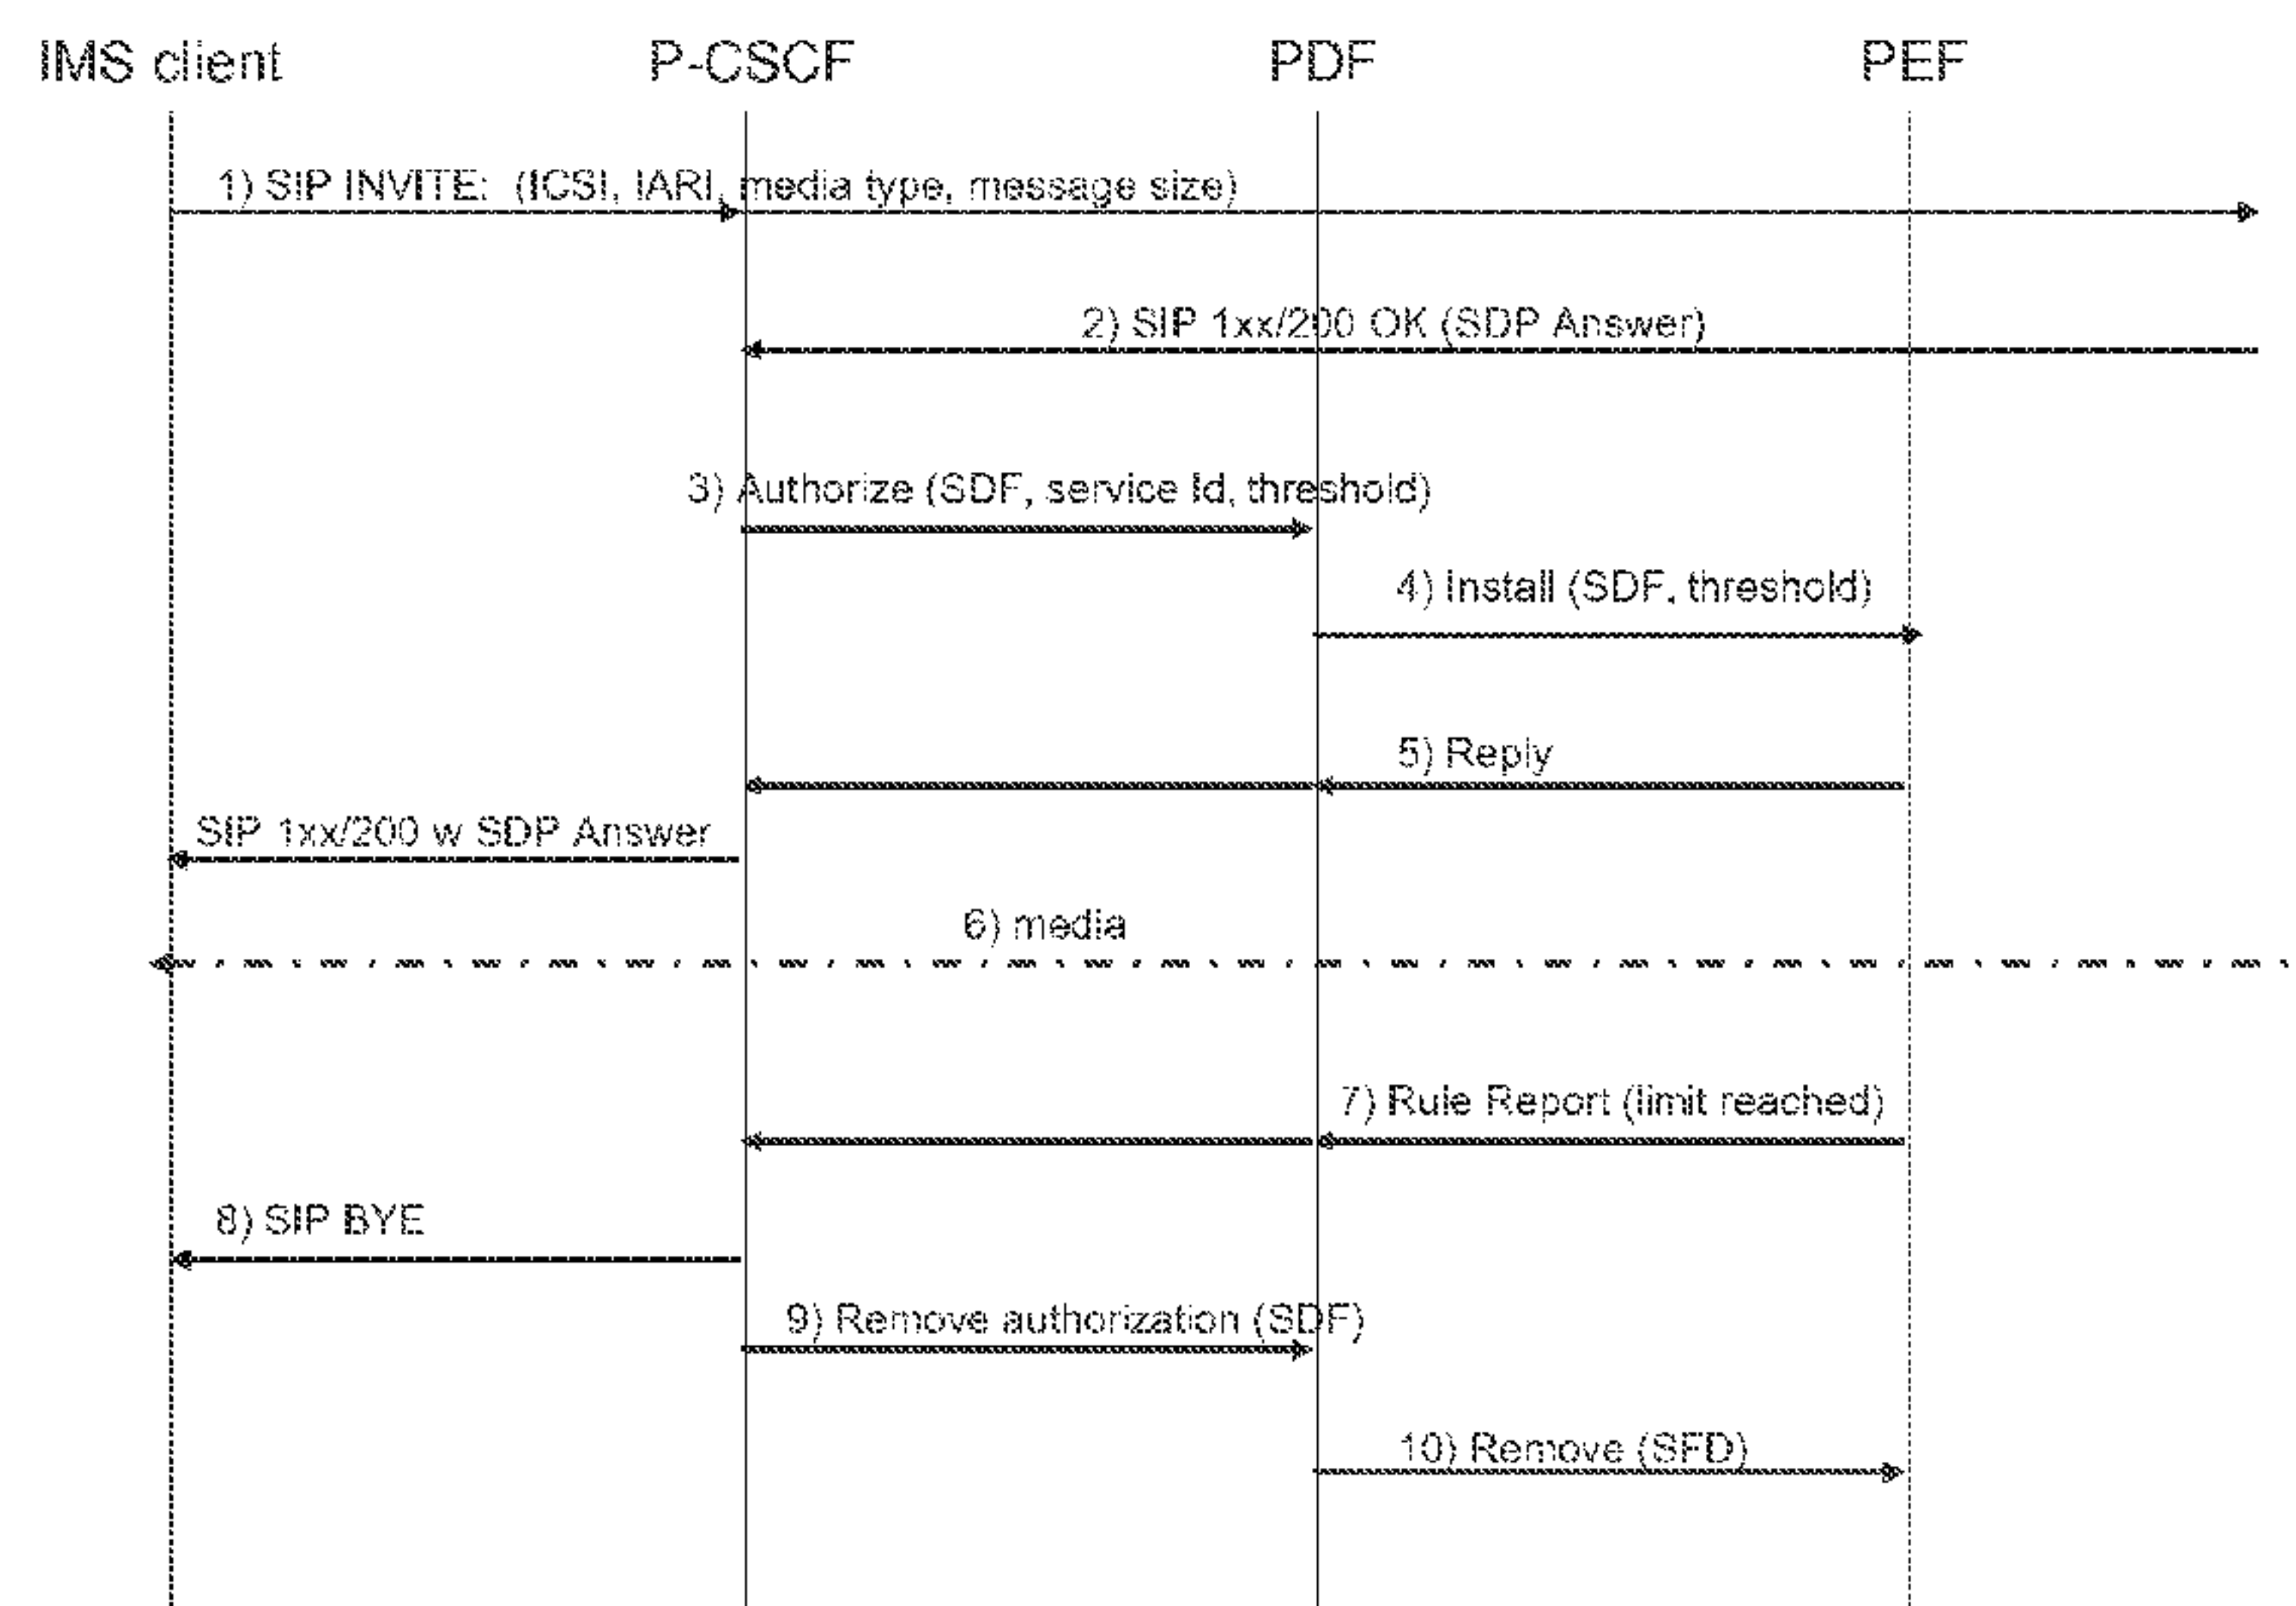 IMS client P-CSCF PDF PEF
1) SIP INVITE: (ICSI, IARI, media type, message size)
2) SIP 1xx/200 OK (SDP Answer)
3) Authorize (SDF, service Id, threshold)
4) Install (SDF, threshold)
5) Reply
SIP 1xx/200 w SDP Answer
6) media
7) Rule Report (limit reached)
8) SIP BYE
9) Remove authorization (SDF)
10) Remove (SFD)